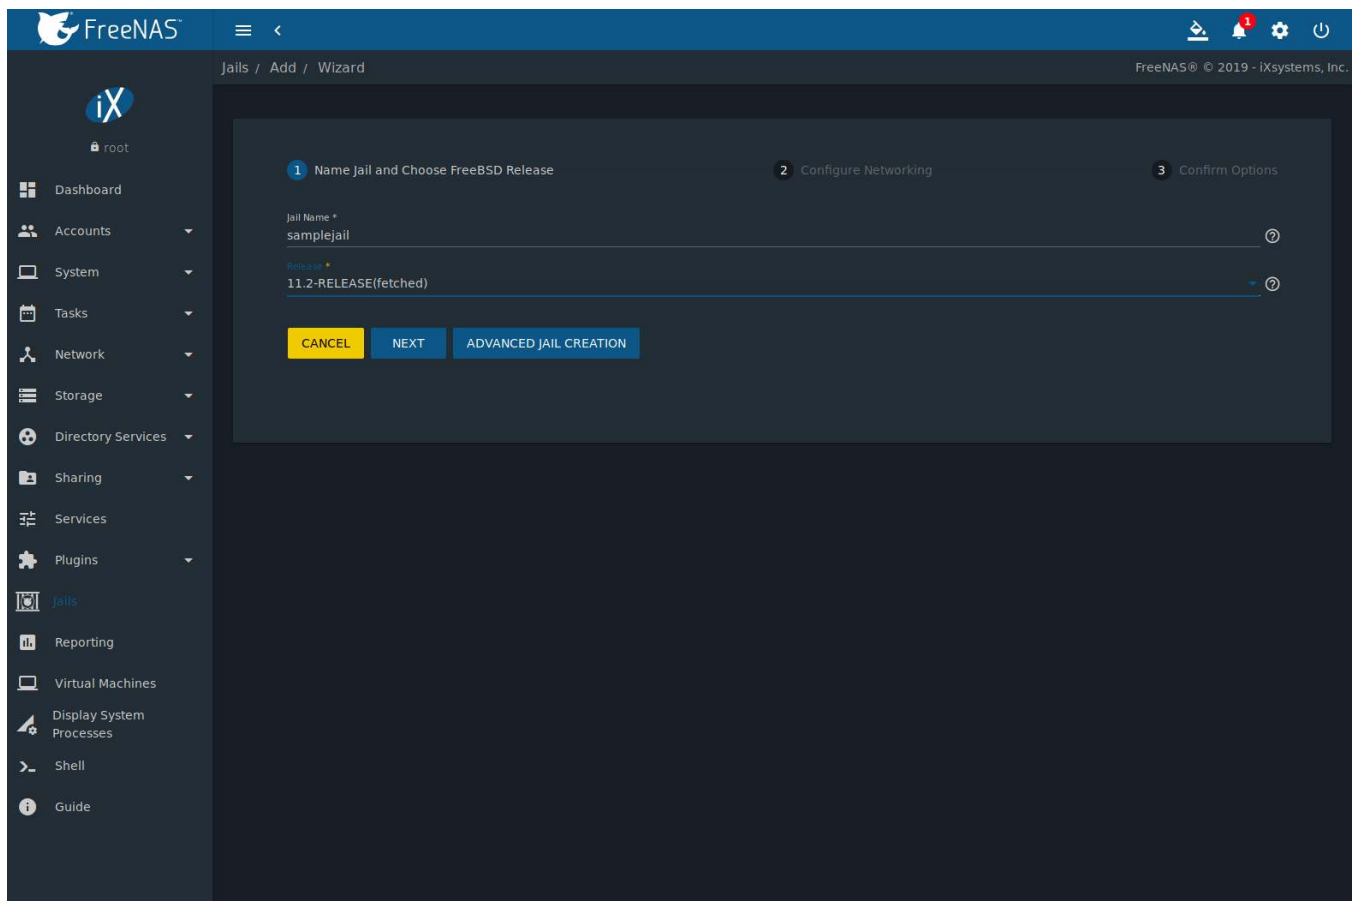 FreeNAS™
1
Jails / Add / Wizard
FreeNAS® © 2019 - iXsystems, Inc.
iX
root
Dashboard
Accounts
System
Tasks
Network
Storage
Directory Services
Sharing
Services
Plugins
Jails
Reporting
Virtual Machines
Display System
Processes
Shell
Guide
1 Name Jail and Choose FreeBSD Release
2 Configure Networking
3 Confirm Options
Jail Name *
samplejail
Release *
11.2-RELEASE(fetched)
CANCEL NEXT ADVANCED JAIL CREATION